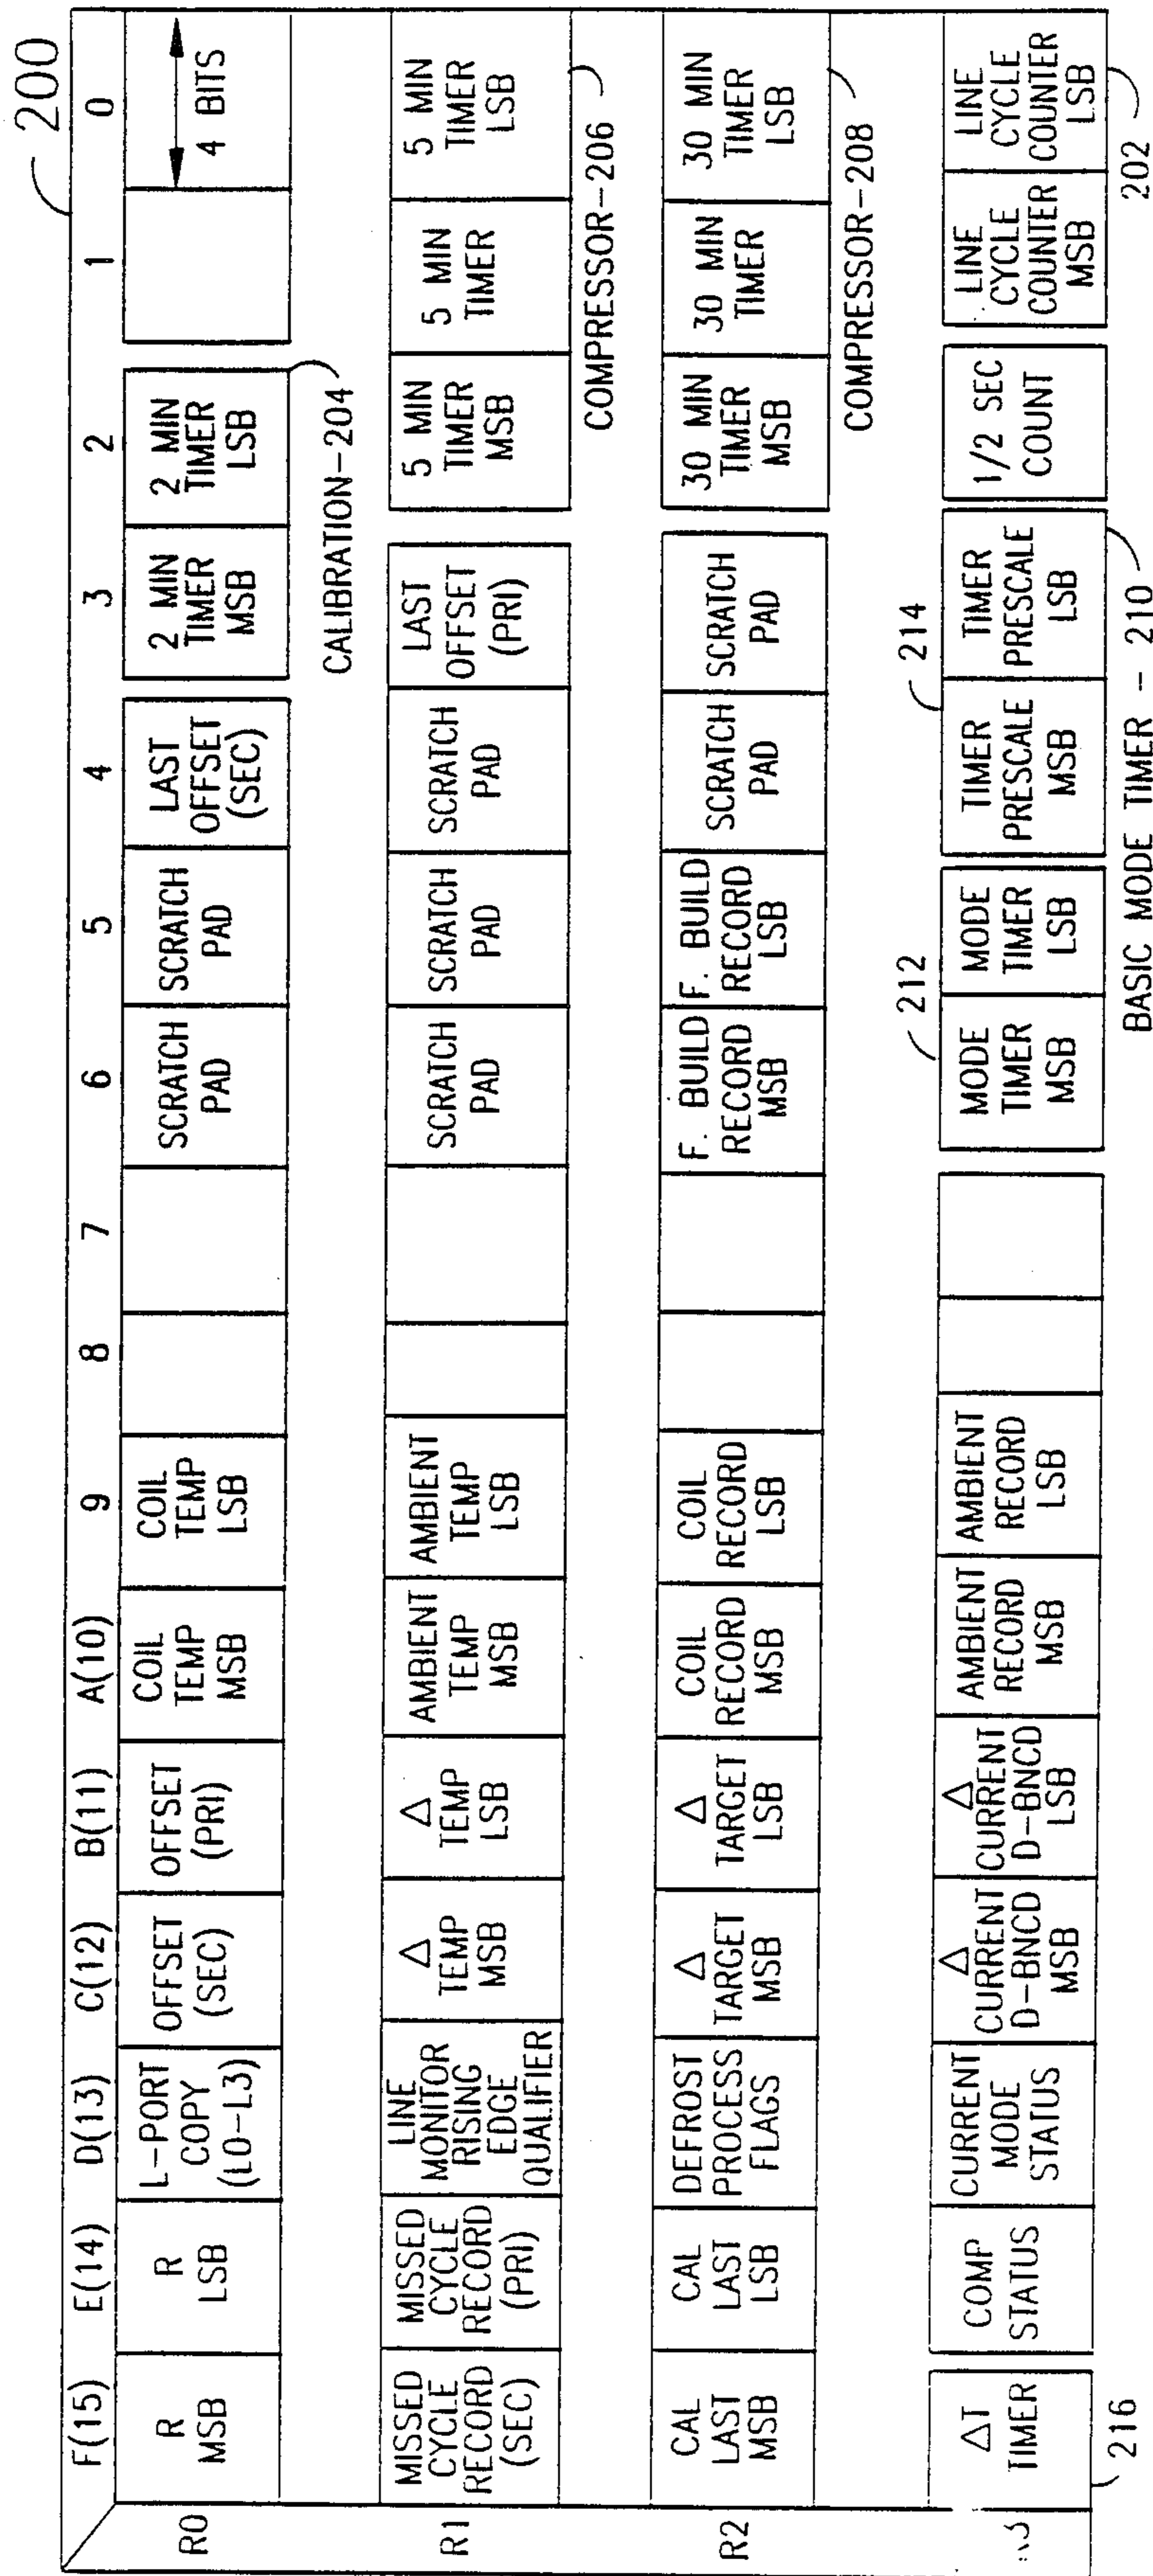 200
F(15) E(14) D(13) C(12) B(11) A(10) 9 8 7 6 5 4 3 2 1 0
R0
R
MSB
R
LSB
L-PORT
COPY
(L0-L3)
OFFSET
(SEC)
OFFSET
(PRI)
COIL
TEMP
MSB
COIL
TEMP
LSB
SCRATCH
PAD
SCRATCH
PAD
LAST
OFFSET
(SEC)
2 MIN
TIMER
MSB
2 MIN
TIMER
LSB
4 BITS
CALIBRATION-204
R1
MISSED
CYCLE
RECORD
(SEC)
MISSED
CYCLE
RECORD
(PRI)
LINE
MONITOR
RISING
EDGE
QUALIFIER
△
TEMP
MSB
△
TEMP
LSB
AMBIENT
TEMP
MSB
AMBIENT
TEMP
LSB
SCRATCH
PAD
SCRATCH
PAD
SCRATCH
PAD
LAST
OFFSET
(PRI)
5 MIN
TIMER
MSB
5 MIN
TIMER
5 MIN
TIMER
LSB
COMPRESSOR-206
R2
CAL
LAST
MSB
CAL
LAST
LSB
DEFROST
PROCESS
FLAGS
△
TARGET
MSB
△
TARGET
LSB
COIL
RECORD
MSB
COIL
RECORD
LSB
F. BUILD
RECORD
MSB
F. BUILD
RECORD
LSB
SCRATCH
PAD
SCRATCH
PAD
30 MIN
TIMER
MSB
30 MIN
TIMER
30 MIN
TIMER
LSB
COMPRESSOR-208
△T
TIMER
COMP
STATUS
CURRENT
MODE
STATUS
△
CURRENT
D-BNCD
MSB
△
CURRENT
D-BNCD
LSB
AMBIENT
RECORD
MSB
AMBIENT
RECORD
LSB
212
MODE
TIMER
MSB
MODE
TIMER
LSB
214
TIMER
PRESCALE
MSB
TIMER
PRESCALE
LSB
1/2 SEC
COUNT
LINE
CYCLE
COUNTER
MSB
LINE
CYCLE
COUNTER
LSB
216
BASIC MODE TIMER - 210
202